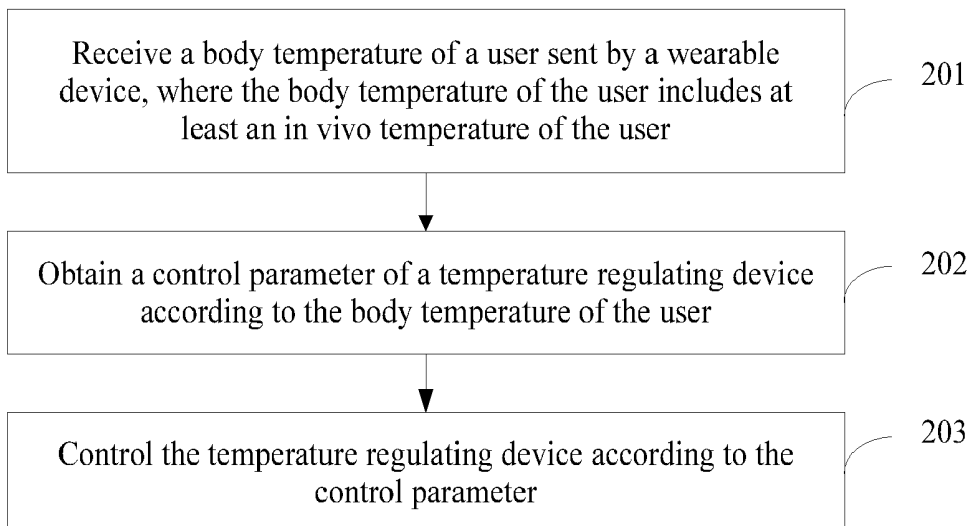 Receive a body temperature of a user sent by a wearable
device, where the body temperature of the user includes at
least an in vivo temperature of the user
201
Obtain a control parameter of a temperature regulating device
according to the body temperature of the user
202
Control the temperature regulating device according to the
control parameter
203